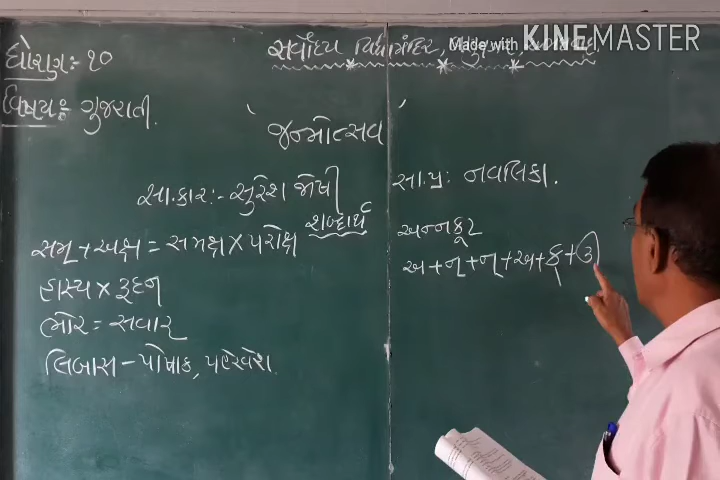 ધોરણ:- ૧૦
સર્વોદય વિદ્યામંદિર,
Made with KINEMASTER
વિષય:- ગુજરાતી.
' જન્મોત્સવ '
સા.કાર:- સુરેશ જોષી
સા.પ્ર: નવલિકા.
શબ્દાર્થ
સમ્ + અક્ષ = સમક્ષ × પરોક્ષ
હાસ્ય × રૂદન
ભોર = સવાર
લિબાસ - પોષાક, પહેરવેશ.
અન્નકૂટ
અ + ન્ + ન્ + અ + ક્ + ઉ